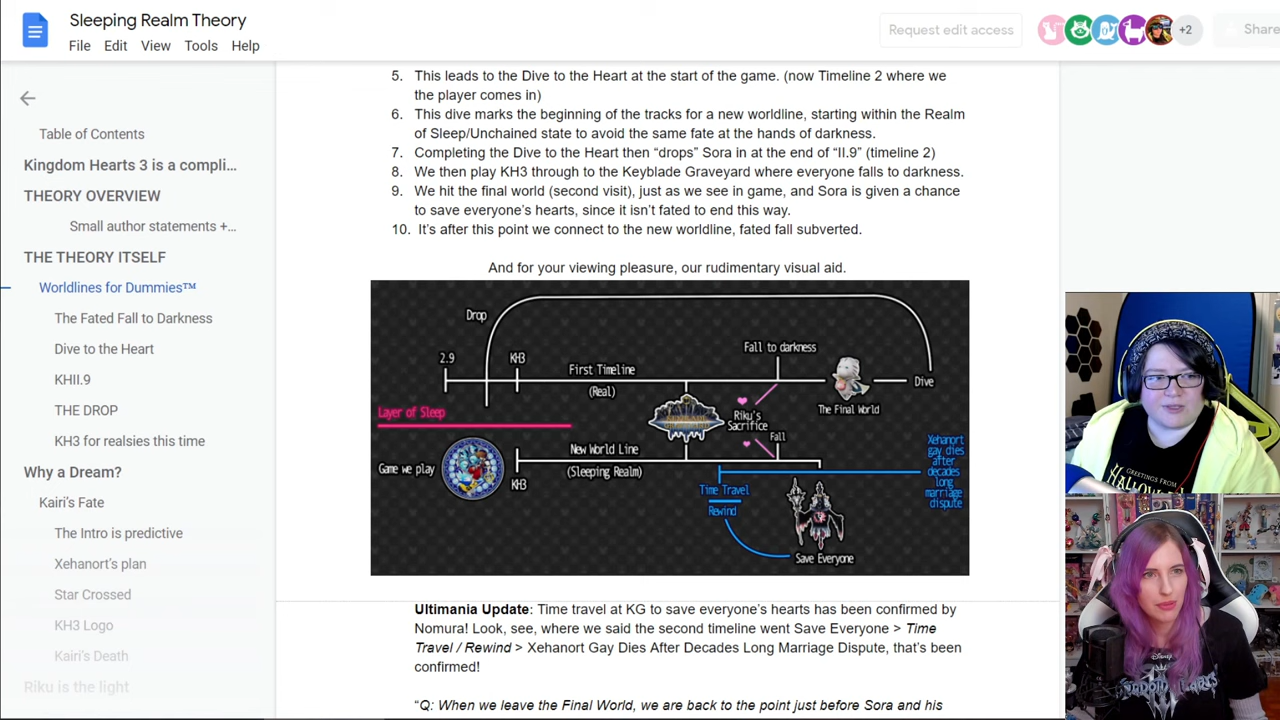 Sleeping Realm Theory
File Edit View Tools Help
Request edit access
+2
Share
Table of Contents
Kingdom Hearts 3 is a compli...
THEORY OVERVIEW
Small author statements +...
THE THEORY ITSELF
Worldlines for Dummies™
The Fated Fall to Darkness
Dive to the Heart
KHII.9
THE DROP
KH3 for realsies this time
Why a Dream?
Kairi's Fate
The Intro is predictive
Xehanort's plan
Star Crossed
KH3 Logo
Kairi's Death
Riku is the light
5. This leads to the Dive to the Heart at the start of the game. (now Timeline 2 where we
the player comes in)
6. This dive marks the beginning of the tracks for a new worldline, starting within the Realm
of Sleep/Unchained state to avoid the same fate at the hands of darkness.
7. Completing the Dive to the Heart then “drops” Sora in at the end of “II.9” (timeline 2)
8. We then play KH3 through to the Keyblade Graveyard where everyone falls to darkness.
9. We hit the final world (second visit), just as we see in game, and Sora is given a chance
to save everyone’s hearts, since it isn’t fated to end this way.
10. It’s after this point we connect to the new worldline, fated fall subverted.
And for your viewing pleasure, our rudimentary visual aid.
Drop
2.9
KH3
First Timeline
(Real)
Fall to darkness
The Final World
Dive
Layer of Sleep
Riku's
Sacrifice
Game we play
KH3
New World Line
(Sleeping Realm)
Fall
Time Travel
Rewind
Save Everyone
Xehanort
gay dies
after
decades
long
marriage
dispute
Ultimania Update: Time travel at KG to save everyone’s hearts has been confirmed by
Nomura! Look, see, where we said the second timeline went Save Everyone > Time
Travel / Rewind > Xehanort Gay Dies After Decades Long Marriage Dispute, that’s been
confirmed!
“Q: When we leave the Final World, we are back to the point just before Sora and his
GREETINGS FROM
Disney